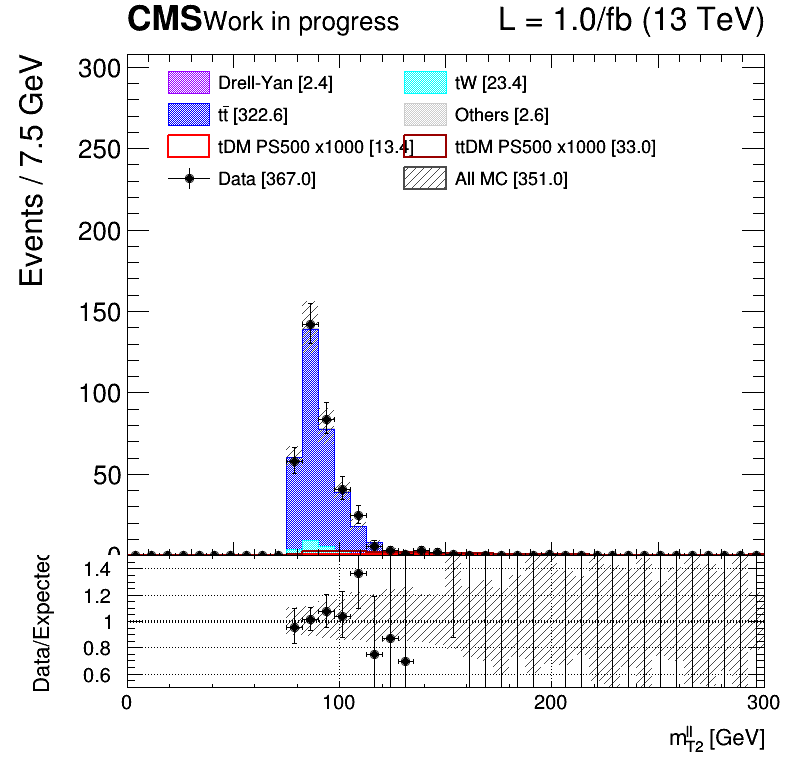 CMS Work in progress L = 1.0/fb (13 TeV)
Events / 7.5 GeV
300
250
200
150
100
50
0
Drell-Yan [2.4] tW [23.4]
tt̄ [322.6] Others [2.6]
tDM PS500 x1000 [13.4] ttDM PS500 x1000 [33.0]
Data [367.0] All MC [351.0]
Data/Expected
1.4
1.2
1
0.8
0.6
0 100 200 300
m_{T2}^{ll} [GeV]